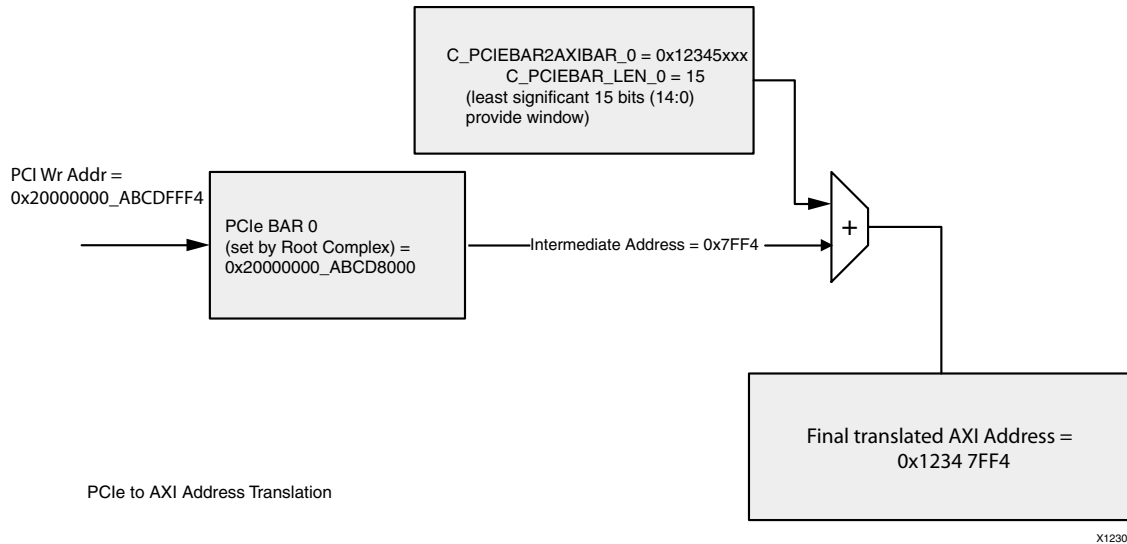 C_PCIEBAR2AXIBAR_0 = 0x12345xxx
C_PCIEBAR_LEN_0 = 15
(least significant 15 bits (14:0)
provide window)
PCI Wr Addr =
0x20000000_ABCDFFF4
PCIe BAR 0
(set by Root Complex) =
0x20000000_ABCD8000
Intermediate Address = 0x7FF4
+
Final translated AXI Address =
0x1234 7FF4
PCIe to AXI Address Translation
X1230